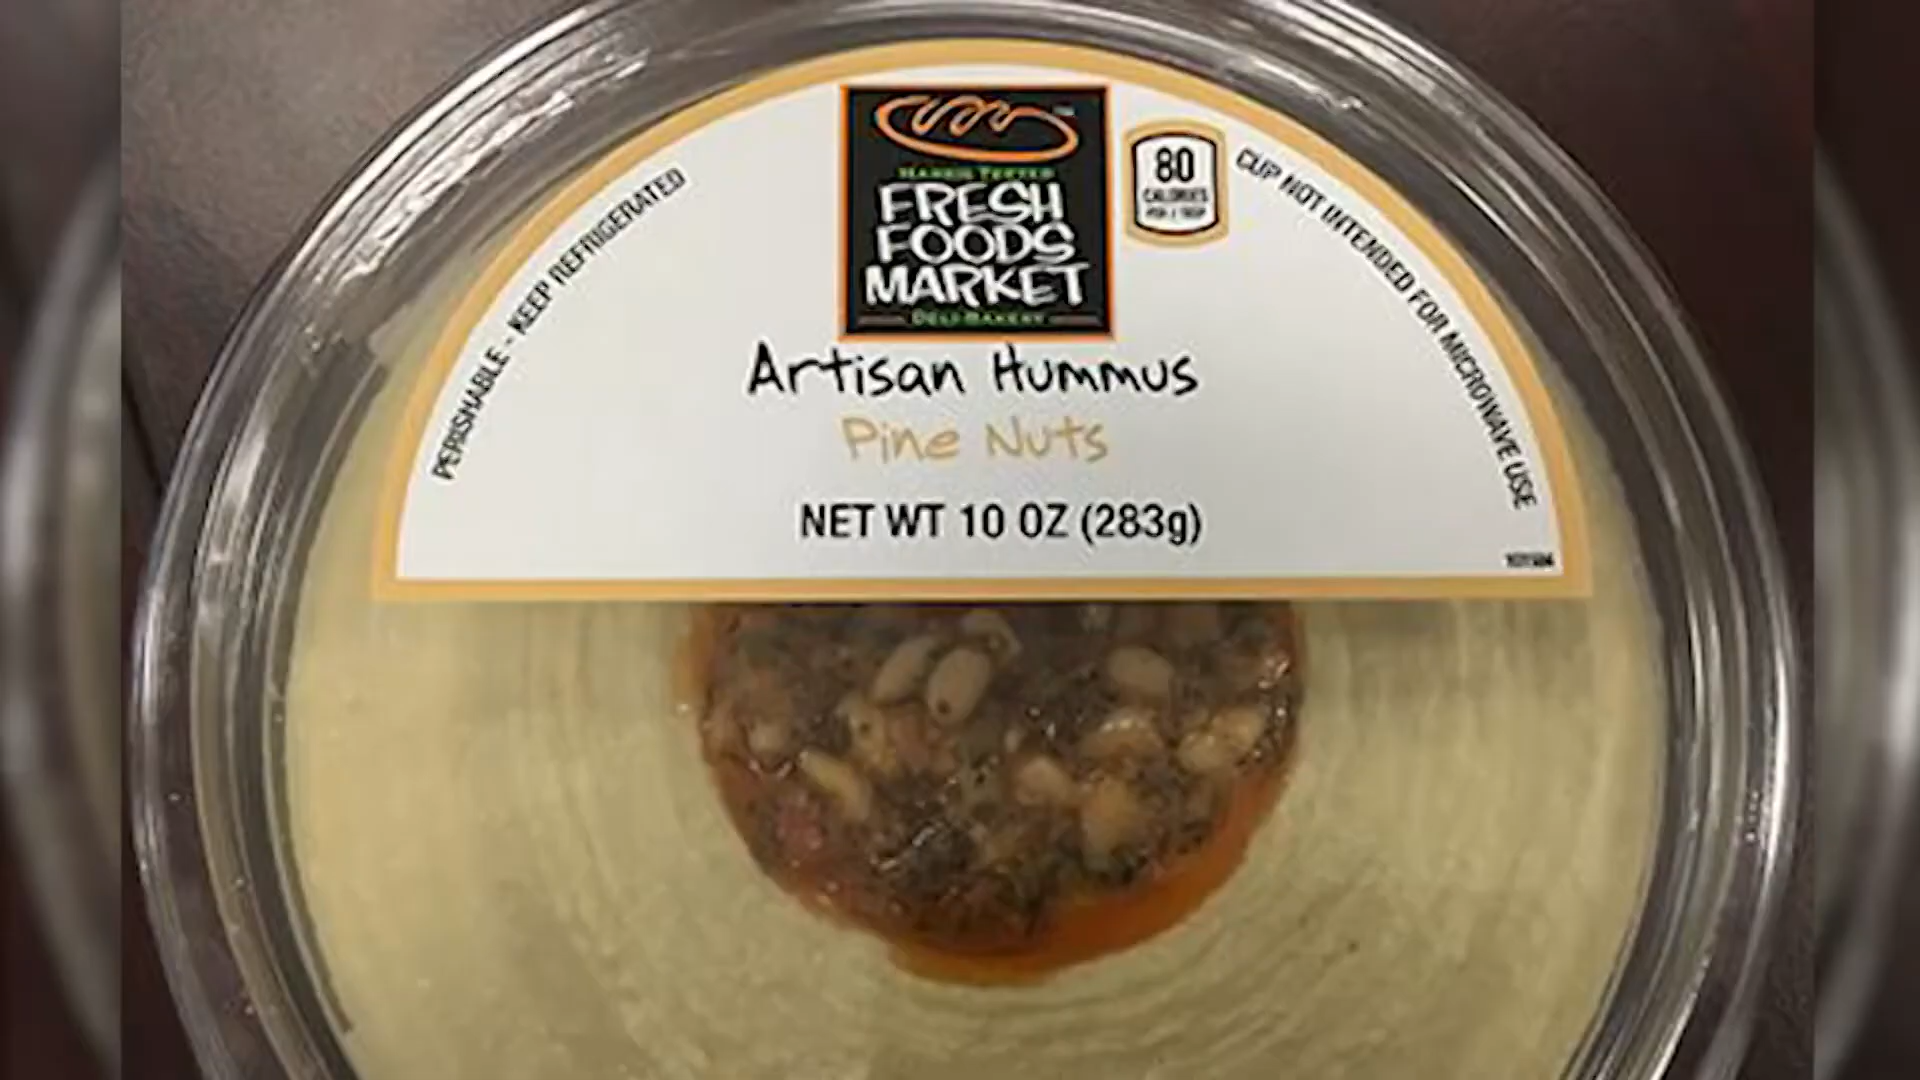 HARRIS TEETER
FRESH
FOODS
MARKET
DELI-BAKERY
80
CALORIES
PERISHABLE - KEEP REFRIGERATED
CUP NOT INTENDED FOR MICROWAVE USE
Artisan Hummus
Pine Nuts
NET WT 10 OZ (283g)